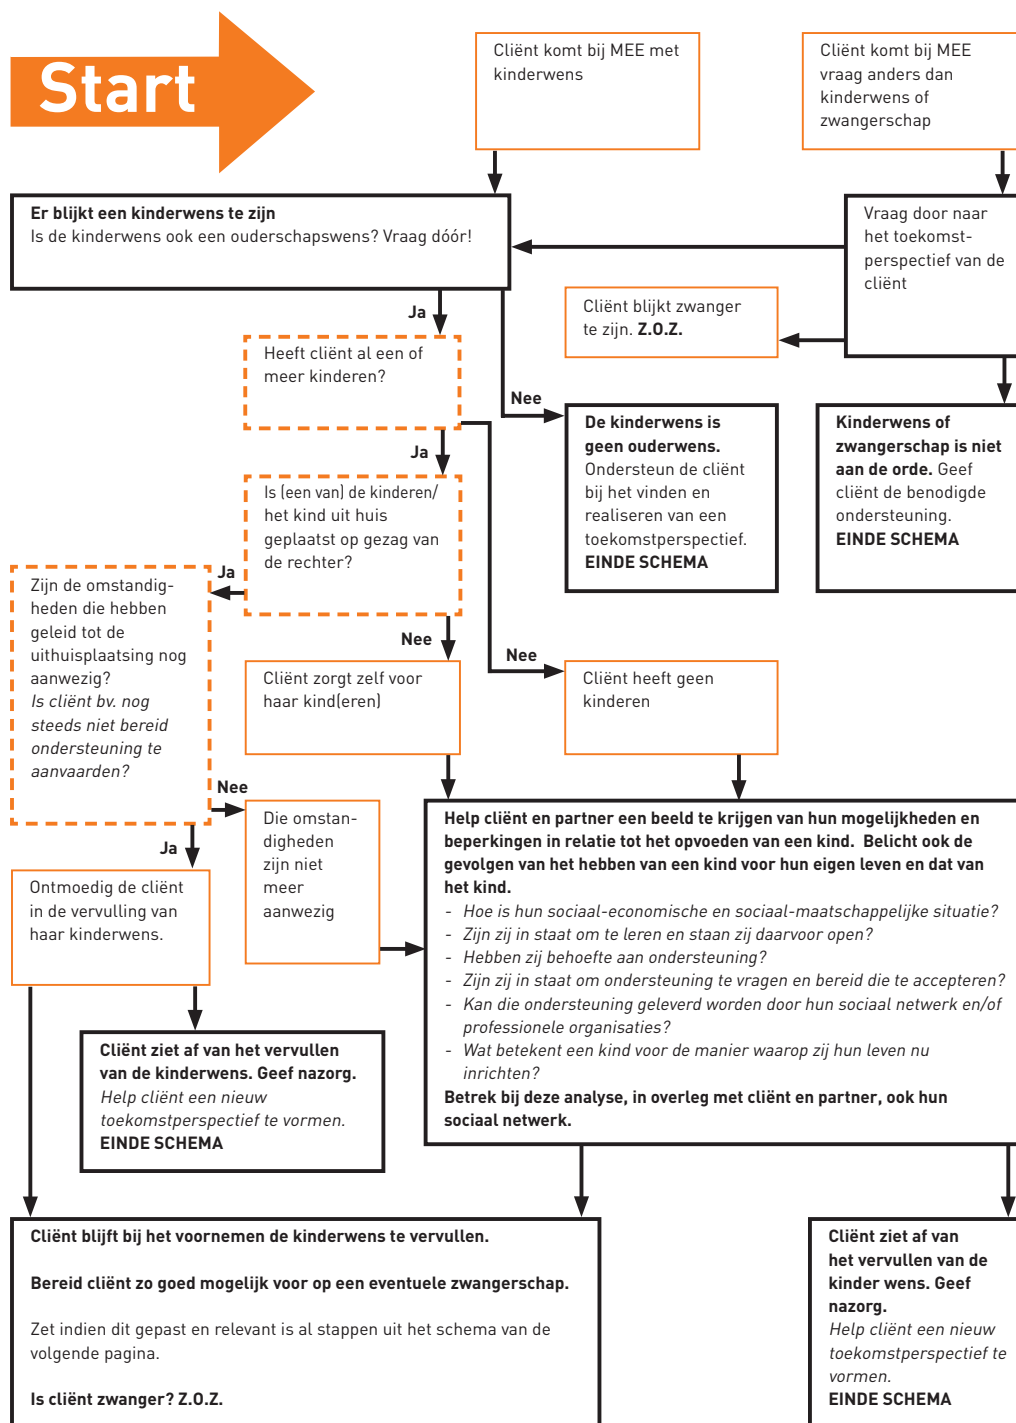 Start
Cliënt komt bij MEE met
kinderwens
Cliënt komt bij MEE
vraag anders dan
kinderwens of
zwangerschap
Er blijkt een kinderwens te zijn
Is de kinderwens ook een ouderschapswens? Vraag dóór!
Vraag door naar
het toekomst-
perspectief van de
cliënt
Cliënt blijkt zwanger
te zijn. Z.O.Z.
Ja
Heeft cliënt al een of
meer kinderen?
Nee
De kinderwens is
geen ouderwens.
Ondersteun de cliënt
bij het vinden en
realiseren van een
toekomstperspectief.
EINDE SCHEMA
Kinderwens of
zwangerschap is niet
aan de orde. Geef
cliënt de benodigde
ondersteuning.
EINDE SCHEMA
Ja
Is (een van) de kinderen/
het kind uit huis
geplaatst op gezag van
de rechter?
Ja
Zijn de omstandig-
heden die hebben
geleid tot de
uithuisplaatsing nog
aanwezig?
Is cliënt bv. nog
steeds niet bereid
ondersteuning te
aanvaarden?
Nee
Cliënt zorgt zelf voor
haar kind(eren)
Nee
Cliënt heeft geen
kinderen
Nee
Die omstan-
digheden
zijn niet
meer
aanwezig
Ja
Ontmoedig de cliënt
in de vervulling van
haar kinderwens.
Help cliënt en partner een beeld te krijgen van hun mogelijkheden en
beperkingen in relatie tot het opvoeden van een kind. Belicht ook de
gevolgen van het hebben van een kind voor hun eigen leven en dat van
het kind.
- Hoe is hun sociaal-economische en sociaal-maatschappelijke situatie?
- Zijn zij in staat om te leren en staan zij daarvoor open?
- Hebben zij behoefte aan ondersteuning?
- Zijn zij in staat om ondersteuning te vragen en bereid die te accepteren?
- Kan die ondersteuning geleverd worden door hun sociaal netwerk en/of
professionele organisaties?
- Wat betekent een kind voor de manier waarop zij hun leven nu
inrichten?
Betrek bij deze analyse, in overleg met cliënt en partner, ook hun
sociaal netwerk.
Cliënt ziet af van het vervullen
van de kinderwens. Geef nazorg.
Help cliënt een nieuw
toekomstperspectief te vormen.
EINDE SCHEMA
Cliënt blijft bij het voornemen de kinderwens te vervullen.
Bereid cliënt zo goed mogelijk voor op een eventuele zwangerschap.
Zet indien dit gepast en relevant is al stappen uit het schema van de
volgende pagina.
Is cliënt zwanger? Z.O.Z.
Cliënt ziet af van
het vervullen van de
kinder wens. Geef
nazorg.
Help cliënt een nieuw
toekomstperspectief te
vormen.
EINDE SCHEMA